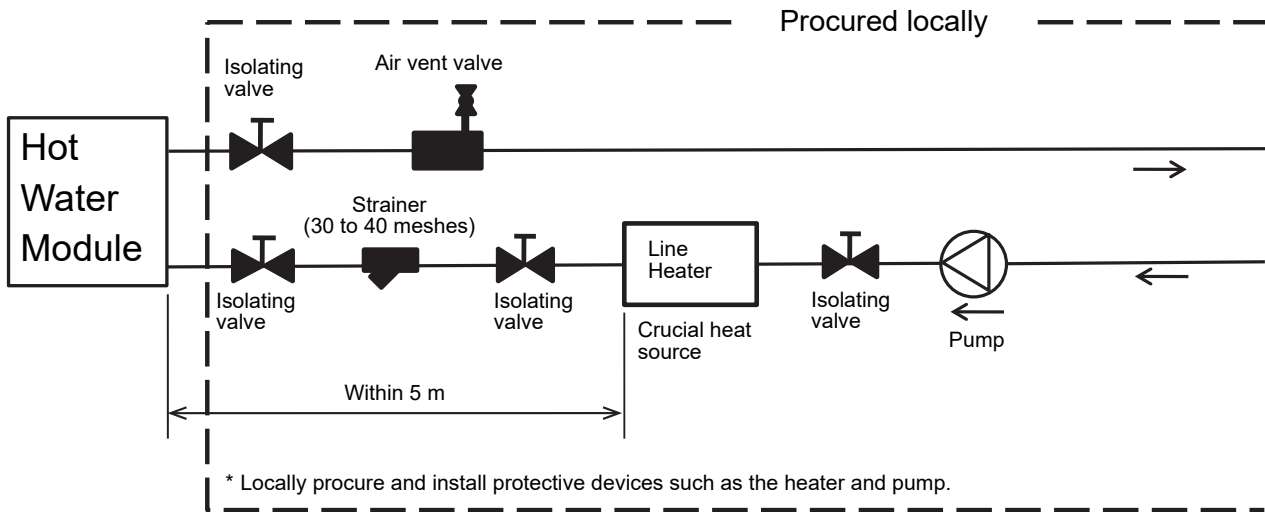 Procured locally
Isolating
valve
Air vent valve
Hot
Water
Module
Strainer
(30 to 40 meshes)
Line
Heater
Isolating
valve
Isolating
valve
Isolating
valve
Crucial heat
source
Pump
Within 5 m
* Locally procure and install protective devices such as the heater and pump.